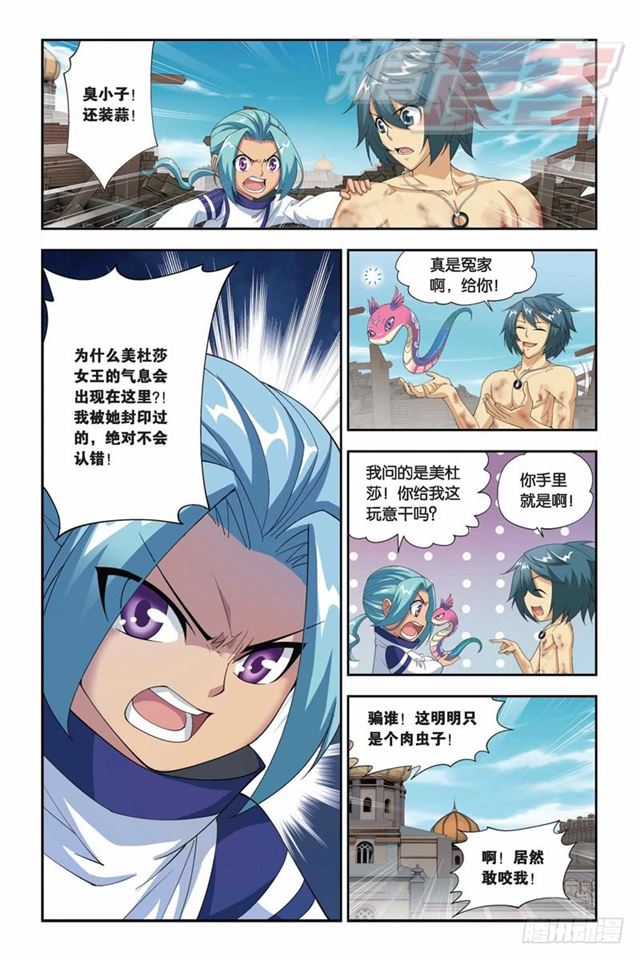 知音漫客
臭小子！
还装蒜！
为什么美杜莎
女王的气息会
出现在这里?!
我被她封印过
的，绝对不会
认错！
真是冤家
啊，给你！
我问的是美杜
莎！你给我这
玩意干吗？
你手里
就是啊！
骗谁！这明明只
是个肉虫子！
啊！居然
敢咬我！
腾讯动漫